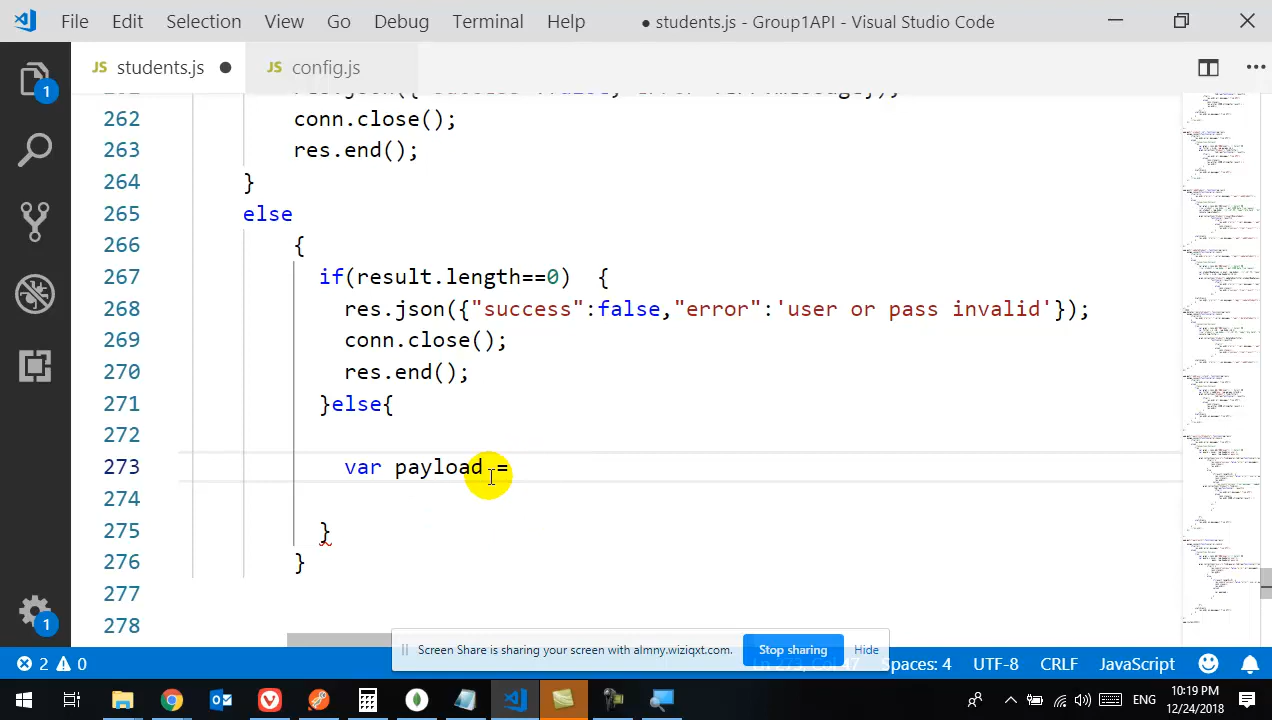 File Edit Selection View Go Debug Terminal Help ● students.js - Group1API - Visual Studio Code
JS students.js ● JS config.js
262 conn.close();
263 res.end();
264 }
265 else
266 {
267 if(result.length==0) {
268 res.json({"success":false,"error":'user or pass invalid'});
269 conn.close();
270 res.end();
271 }else{
272
273 var payload =
274
275 }
276 }
277
278
1
1
Screen Share is sharing your screen with almny.wiziqxt.com. Stop sharing Hide
2 0 Spaces: 4 UTF-8 CRLF JavaScript
ENG 10:19 PM
12/24/2018